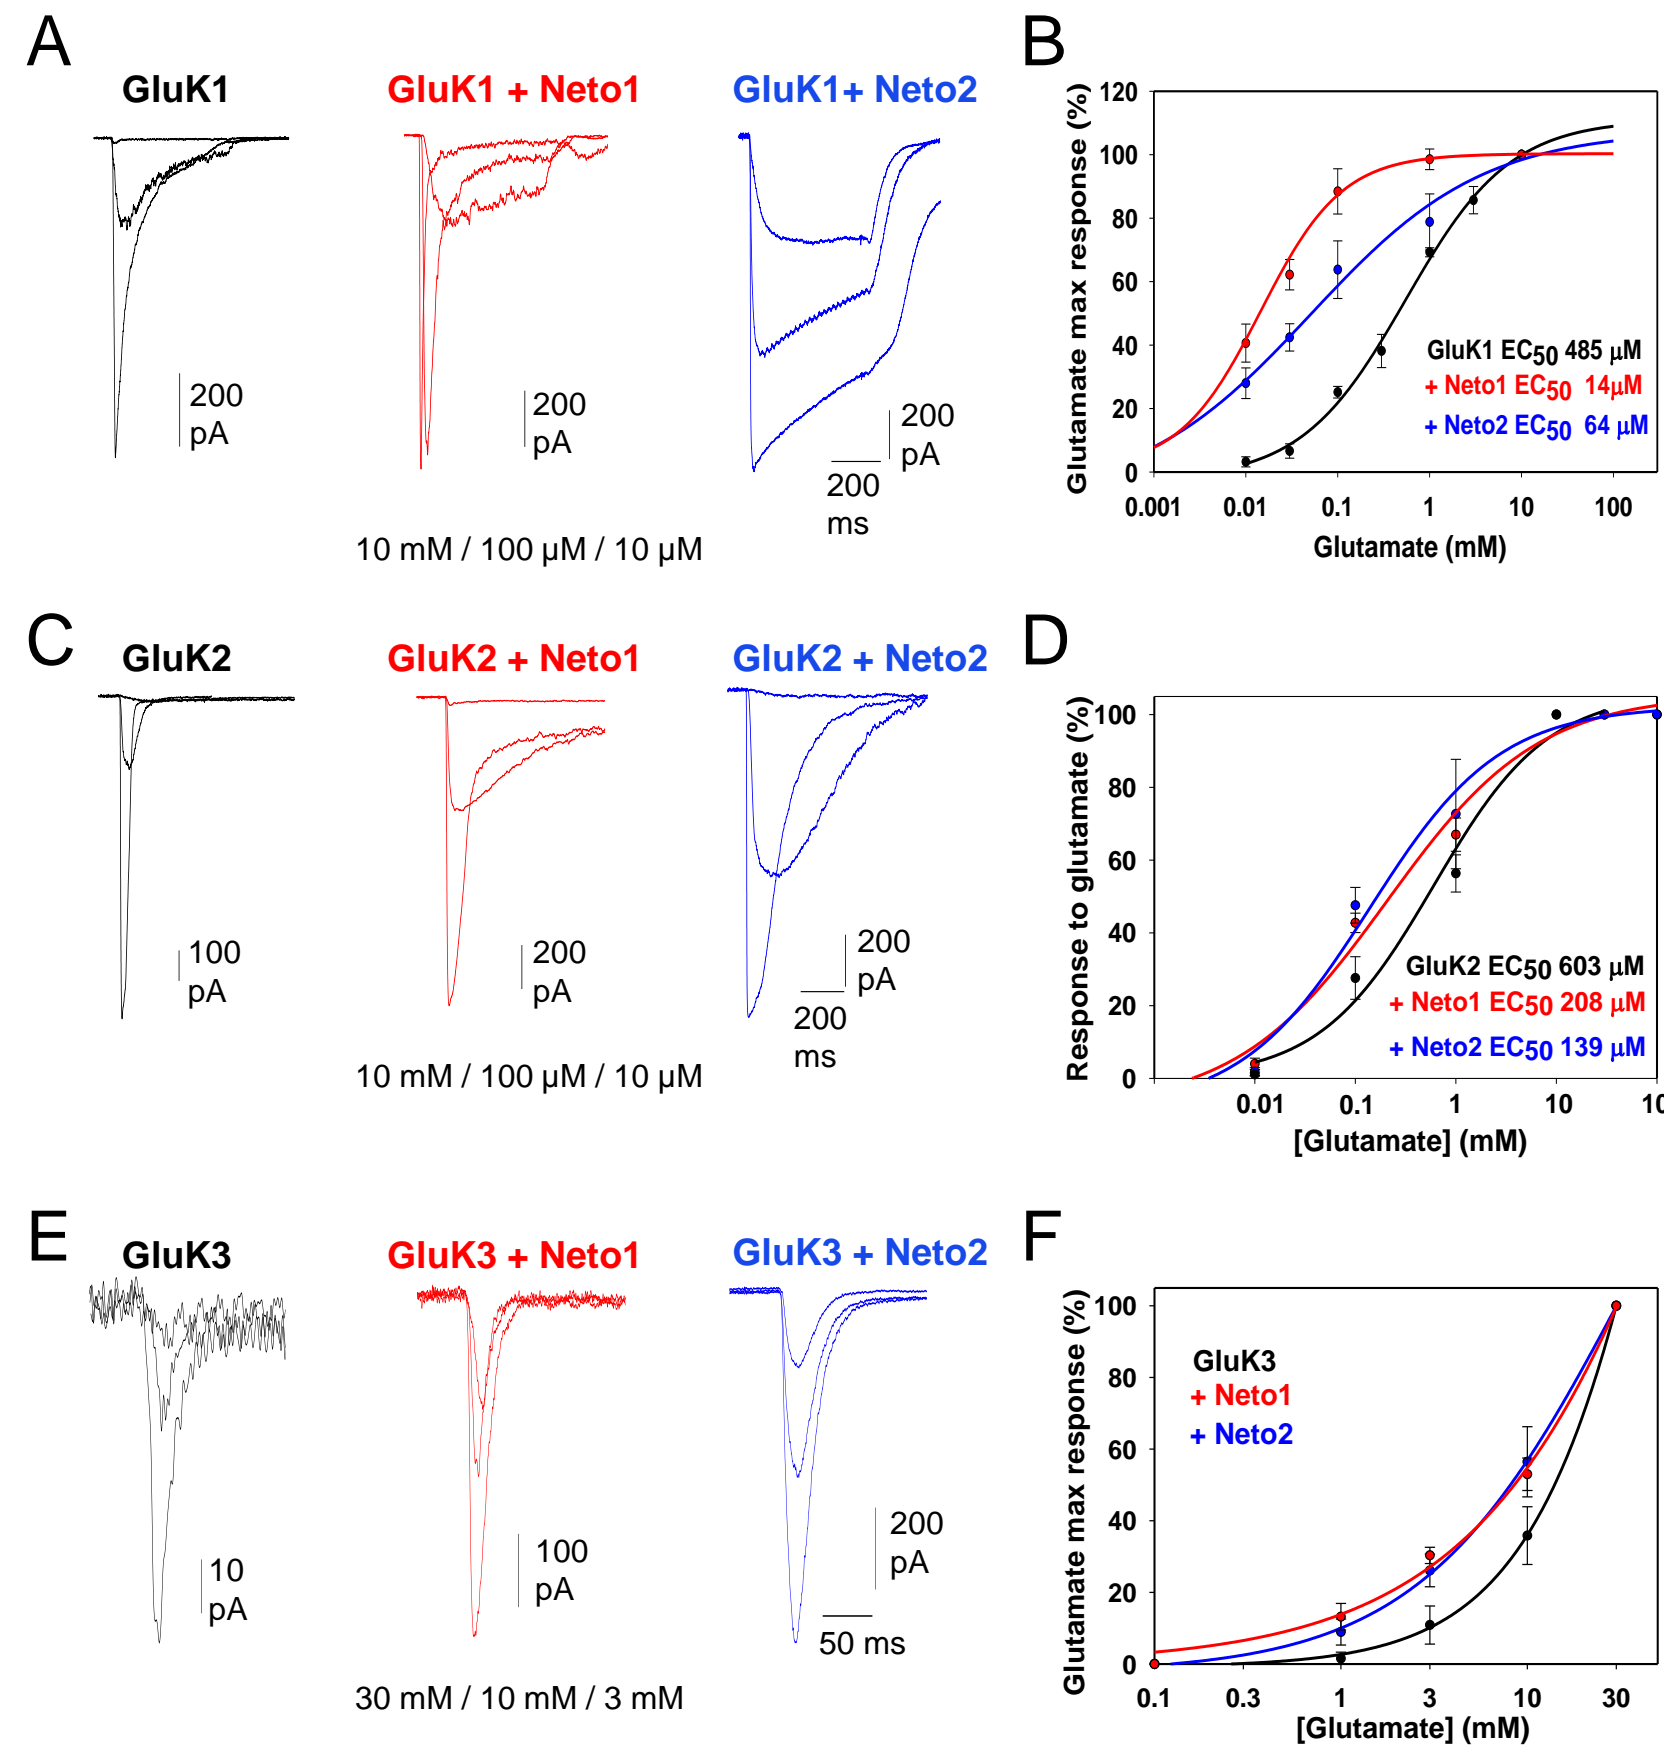 A
GluK1
GluK1 + Neto1
GluK1+ Neto2
200
pA
200
pA
200
pA
200
ms
10 mM / 100 µM / 10 µM
B
Glutamate max response (%)
120
100
80
60
40
20
0
GluK1 EC50 485 µM
+ Neto1 EC50 14µM
+ Neto2 EC50 64 µM
0.001 0.01 0.1 1 10 100
Glutamate (mM)
C
GluK2
GluK2 + Neto1
GluK2 + Neto2
100
pA
200
pA
200
pA
200
ms
10 mM / 100 µM / 10 µM
D
Response to glutamate (%)
100
80
60
40
20
0
GluK2 EC50 603 µM
+ Neto1 EC50 208 µM
+ Neto2 EC50 139 µM
0.01 0.1 1 10 10
[Glutamate] (mM)
E
GluK3
GluK3 + Neto1
GluK3 + Neto2
10
pA
100
pA
200
pA
50 ms
30 mM / 10 mM / 3 mM
F
Glutamate max response (%)
100
80
60
40
20
0
GluK3
+ Neto1
+ Neto2
0.1 0.3 1 3 10 30
[Glutamate] (mM)